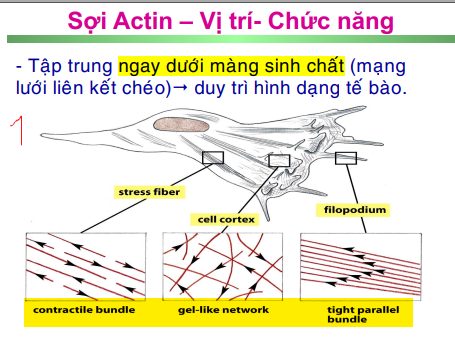 Sợi Actin – Vị trí- Chức năng
- Tập trung ngay dưới màng sinh chất (mạng
lưới liên kết chéo)→ duy trì hình dạng tế bào.
1
stress fiber
cell cortex
filopodium
contractile bundle
gel-like network
tight parallel
bundle